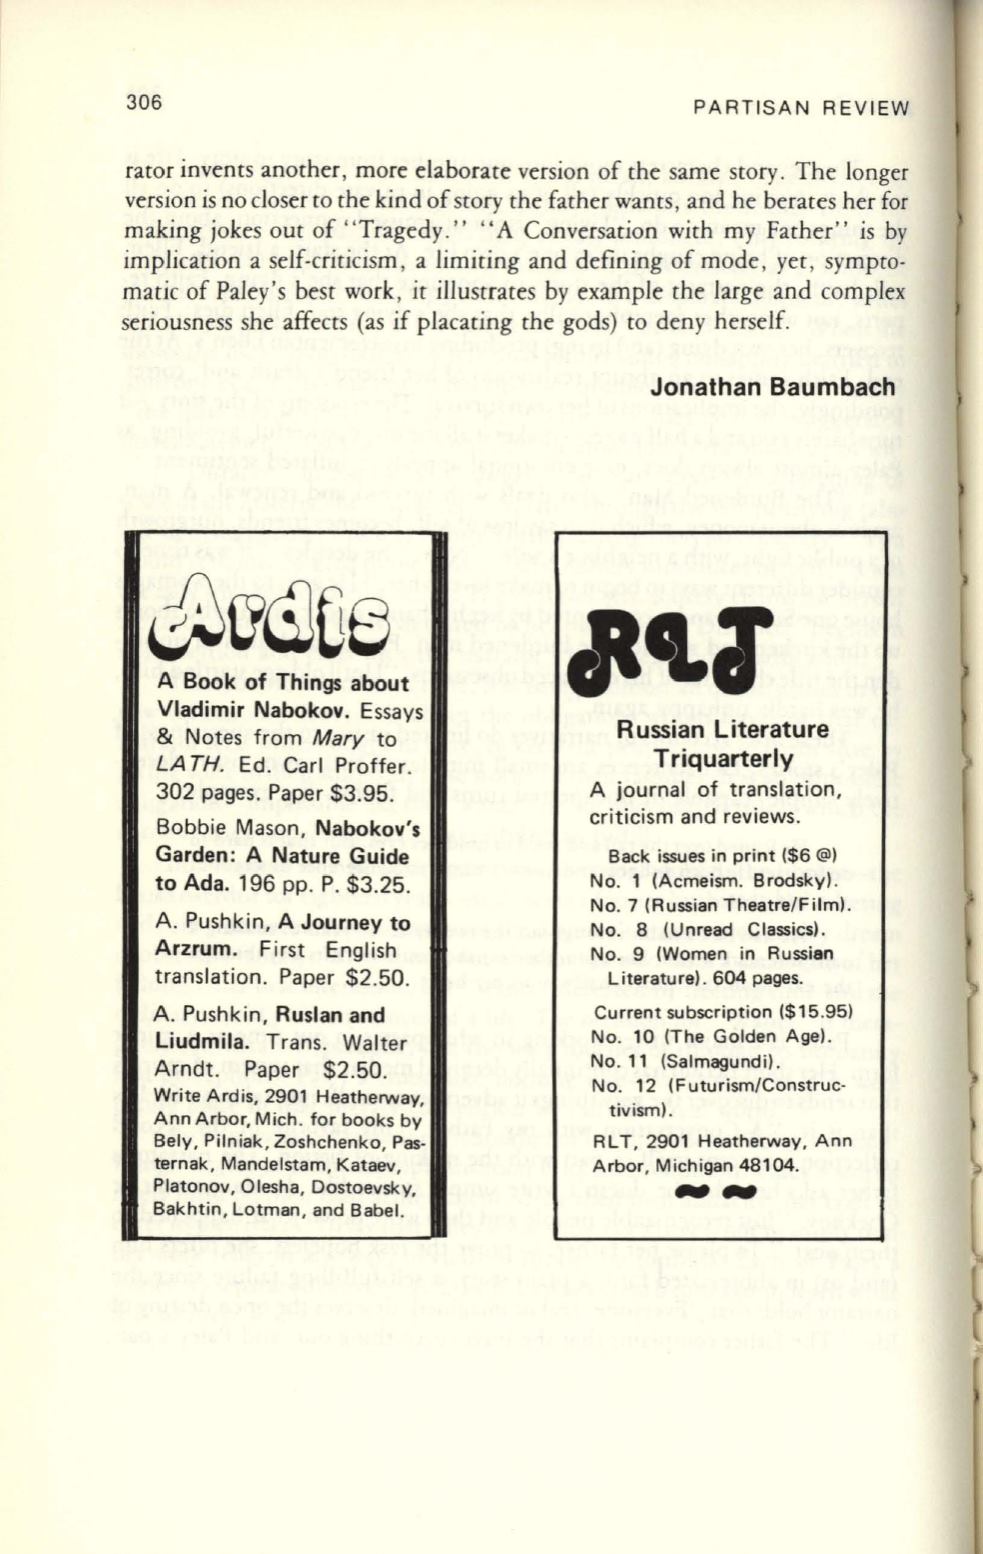 306
PARTISAN REVIEW
rator invents another, more elaborate version of the same story. The longer
version is no closer to the kind of story the father wants, and he berates her for
making jokes out of "Tragedy." "A Conversation with my Father" is by
implication a self-criticism, a limiting and defining of mode, yet, sympto-
matic of Paley's best work, it illustrates by example the large and complex
seriousness she affects (as if placating the gods) to deny herself.
Jonathan Baumbach
Ardis
A Book of Things about
Vladimir Nabokov. Essays
& Notes from Mary to
LATH. Ed. Carl Proffer.
302 pages. Paper $3.95.
Bobbie Mason, Nabokov's
Garden: A Nature Guide
to Ada. 196 pp. P. $3.25.
A. Pushkin, A Journey to
Arzrum. First English
translation. Paper $2.50.
A. Pushkin, Ruslan and
Liudmila. Trans. Walter
Arndt. Paper $2.50.
Write Ardis, 2901 Heatherway,
Ann Arbor, Mich. for books by
Bely, Pilniak, Zoshchenko, Pas-
ternak, Mandelstam, Kataev,
Platonov, Olesha, Dostoevsky,
Bakhtin, Lotman, and Babel.
RLT
Russian Literature
Triquarterly
A journal of translation,
criticism and reviews.
Back issues in print ($6 @)
No. 1 (Acmeism. Brodsky).
No. 7 (Russian Theatre/Film).
No. 8 (Unread Classics).
No. 9 (Women in Russian
Literature). 604 pages.
Current subscription ($15.95)
No. 10 (The Golden Age).
No. 11 (Salmagundi).
No. 12 (Futurism/Construc-
tivism).
RLT, 2901 Heatherway, Ann
Arbor, Michigan 48104.